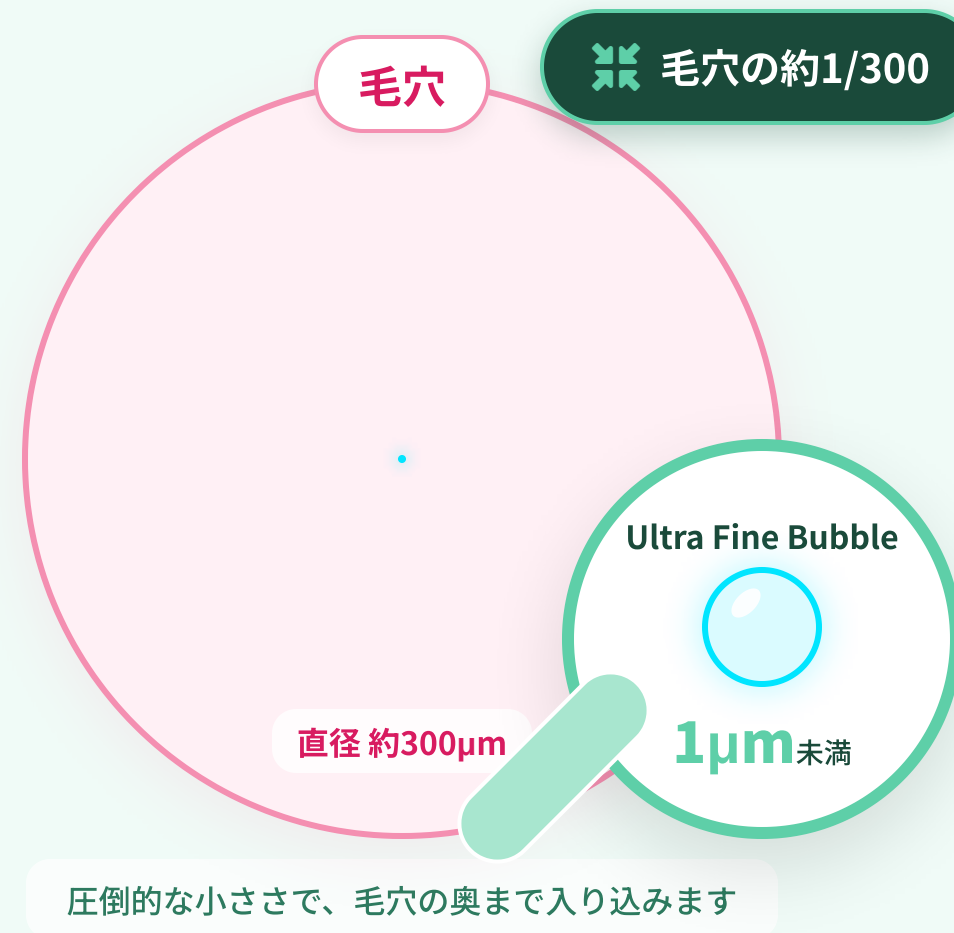 毛穴
毛穴の約1/300
Ultra Fine Bubble
1μm未満
直径 約300μm
圧倒的な小ささで、毛穴の奥まで入り込みます